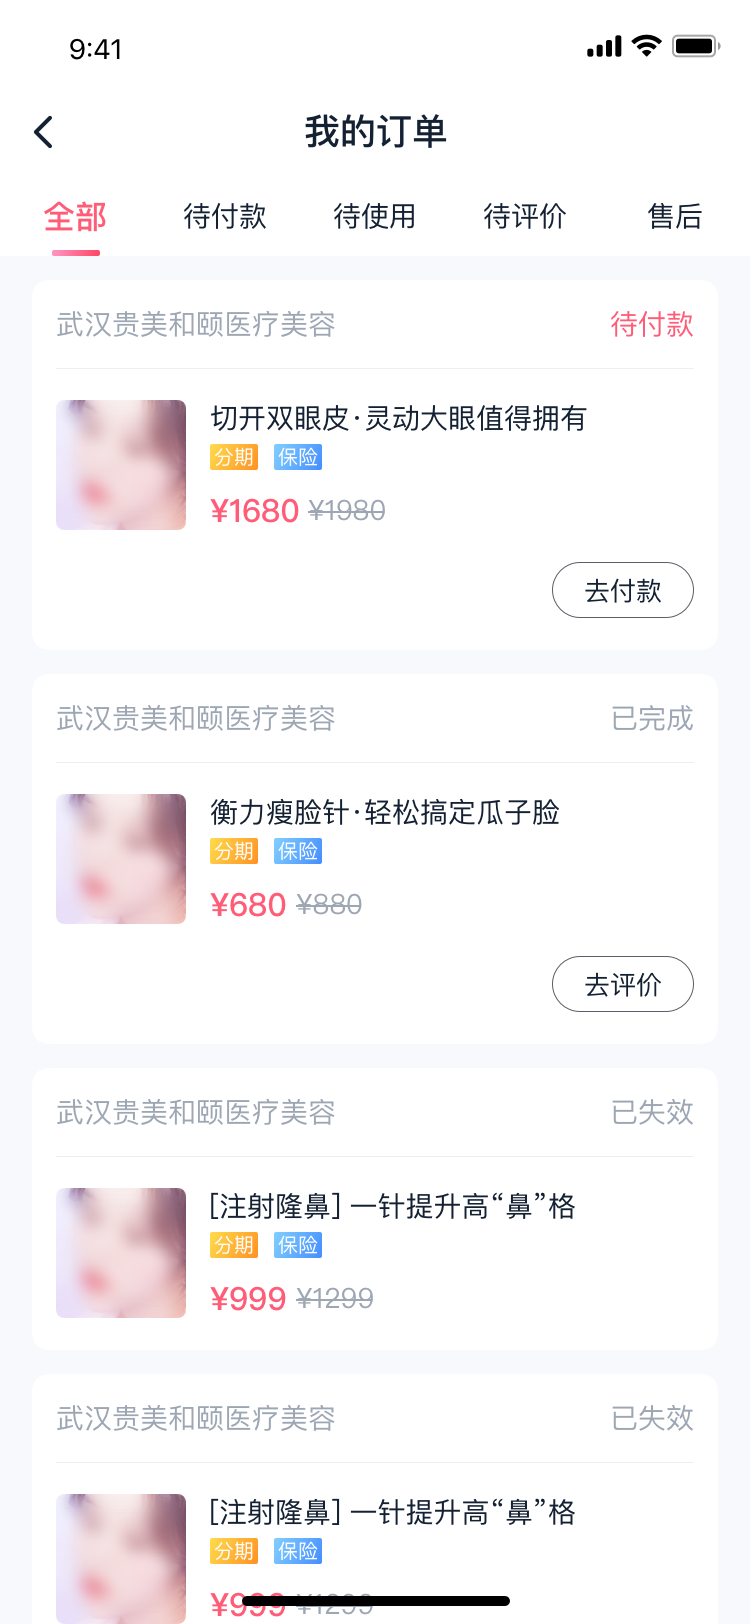 9:41
我的订单
全部 待付款 待使用 待评价 售后
武汉贵美和颐医疗美容 待付款
切开双眼皮·灵动大眼值得拥有
分期 保险
¥1680 ¥1980
去付款
武汉贵美和颐医疗美容 已完成
衡力瘦脸针·轻松搞定瓜子脸
分期 保险
¥680 ¥880
去评价
武汉贵美和颐医疗美容 已失效
[注射隆鼻] 一针提升高“鼻”格
分期 保险
¥999 ¥1299
武汉贵美和颐医疗美容 已失效
[注射隆鼻] 一针提升高“鼻”格
分期 保险
¥999 ¥1299